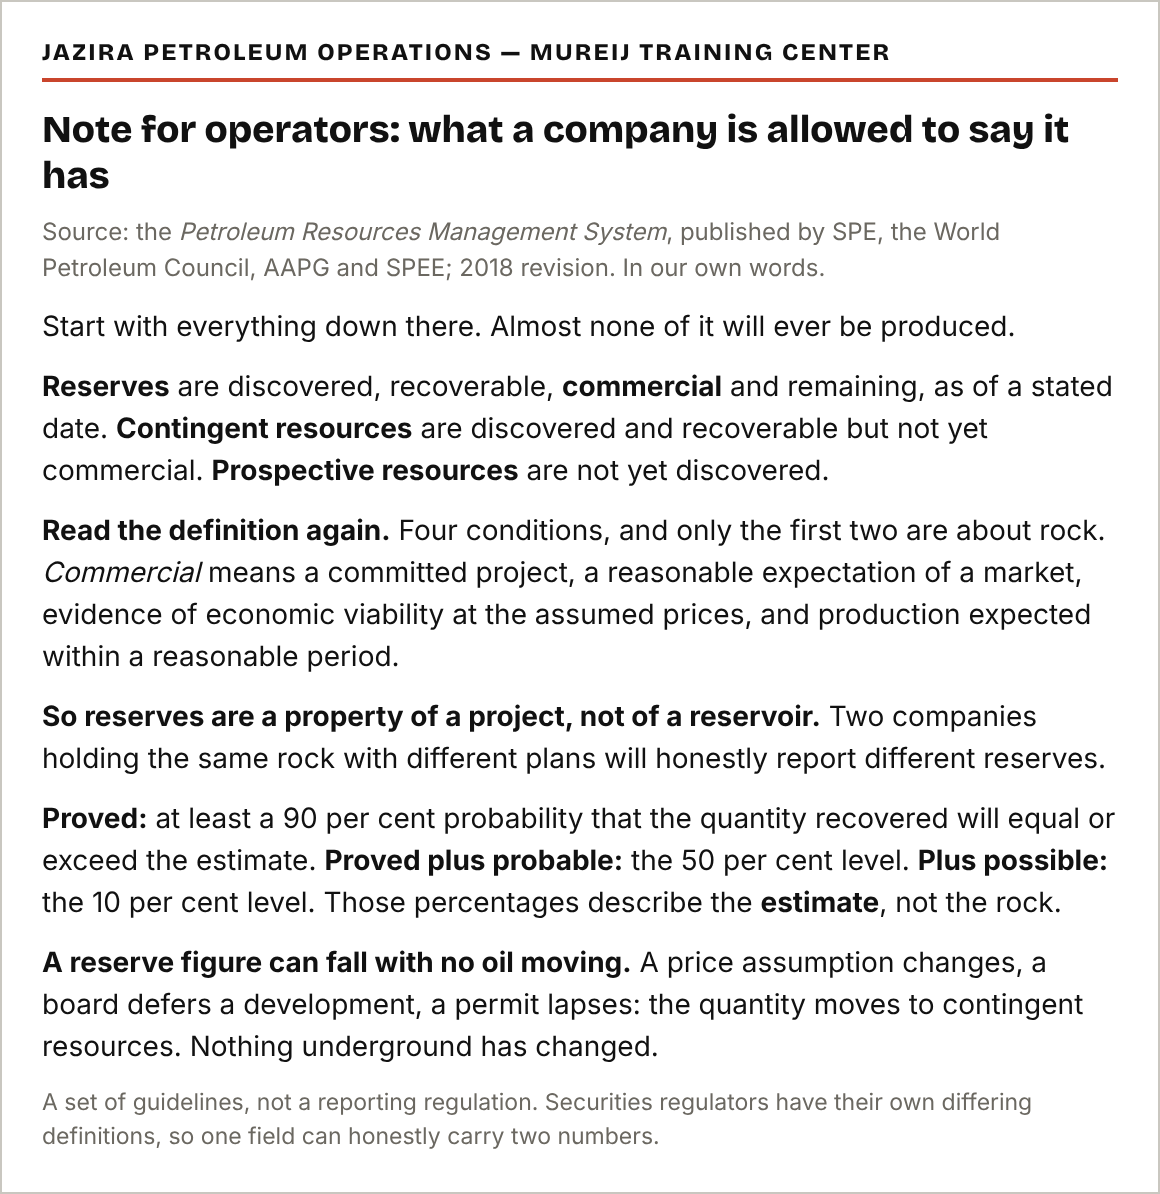 JAZIRA PETROLEUM OPERATIONS — MUREIJ TRAINING CENTER
Note for operators: what a company is allowed to say it
has
Source: the Petroleum Resources Management System, published by SPE, the World
Petroleum Council, AAPG and SPEE; 2018 revision. In our own words.
Start with everything down there. Almost none of it will ever be produced.
Reserves are discovered, recoverable, commercial and remaining, as of a stated
date. Contingent resources are discovered and recoverable but not yet
commercial. Prospective resources are not yet discovered.
Read the definition again. Four conditions, and only the first two are about rock.
Commercial means a committed project, a reasonable expectation of a market,
evidence of economic viability at the assumed prices, and production expected
within a reasonable period.
So reserves are a property of a project, not of a reservoir. Two companies
holding the same rock with different plans will honestly report different reserves.
Proved: at least a 90 per cent probability that the quantity recovered will equal or
exceed the estimate. Proved plus probable: the 50 per cent level. Plus possible:
the 10 per cent level. Those percentages describe the estimate, not the rock.
A reserve figure can fall with no oil moving. A price assumption changes, a
board defers a development, a permit lapses: the quantity moves to contingent
resources. Nothing underground has changed.
A set of guidelines, not a reporting regulation. Securities regulators have their own differing
definitions, so one field can honestly carry two numbers.